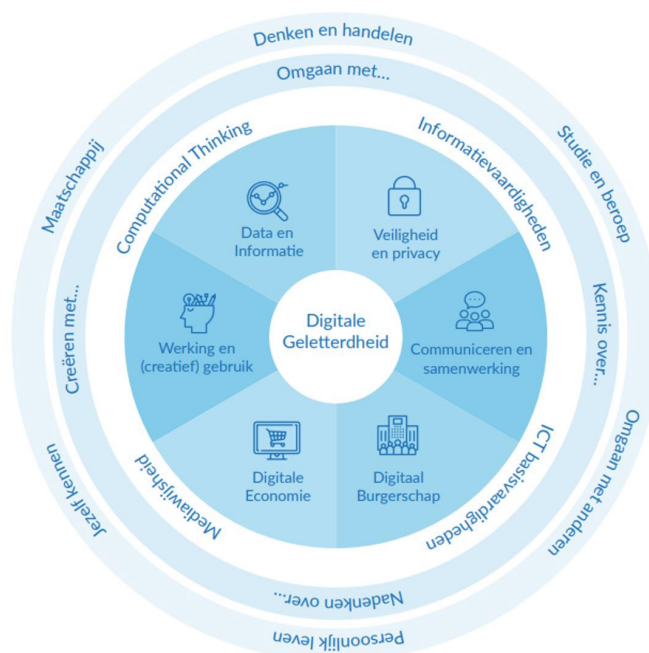 Denken en handelen
Omgaan met...
Computational Thinking
Informatievaardigheden
Maatschappij
Studie en beroep
Data en
Informatie
Veiligheid
en privacy
Creëren met...
Kennis over...
Digitale
Geletterdheid
Werking en
(creatief) gebruik
Communiceren en
samenwerking
Digitale
Economie
Digitaal
Burgerschap
Jezelf kennen
Mediawijsheid
ICT basisvaardigheden
Omgaan met anderen
Nadenken over...
Persoonlijk leven